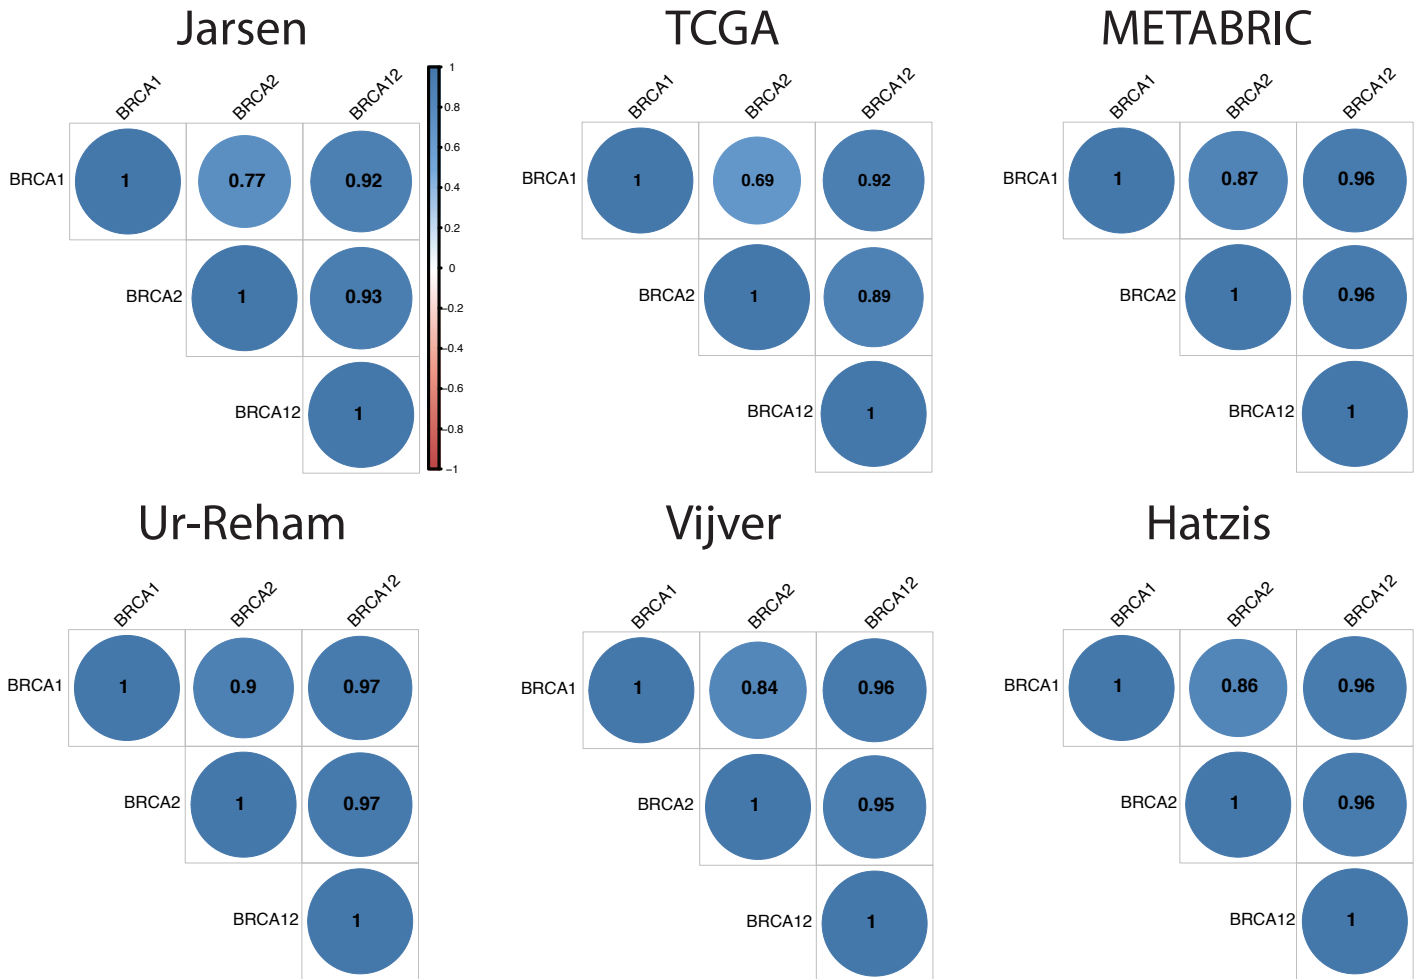 Jarsen
TCGA
METABRIC
BRCA1
BRCA2
BRCA12
1
0.8
0.6
0.4
0.2
0
−0.2
−0.4
−0.6
−0.8
−1
BRCA1 1 0.77 0.92
BRCA2 1 0.93
BRCA12 1
BRCA1
BRCA2
BRCA12
BRCA1 1 0.69 0.92
BRCA2 1 0.89
BRCA12 1
BRCA1
BRCA2
BRCA12
BRCA1 1 0.87 0.96
BRCA2 1 0.96
BRCA12 1
Ur-Reham
Vijver
Hatzis
BRCA1
BRCA2
BRCA12
BRCA1 1 0.9 0.97
BRCA2 1 0.97
BRCA12 1
BRCA1
BRCA2
BRCA12
BRCA1 1 0.84 0.96
BRCA2 1 0.95
BRCA12 1
BRCA1
BRCA2
BRCA12
BRCA1 1 0.86 0.96
BRCA2 1 0.96
BRCA12 1